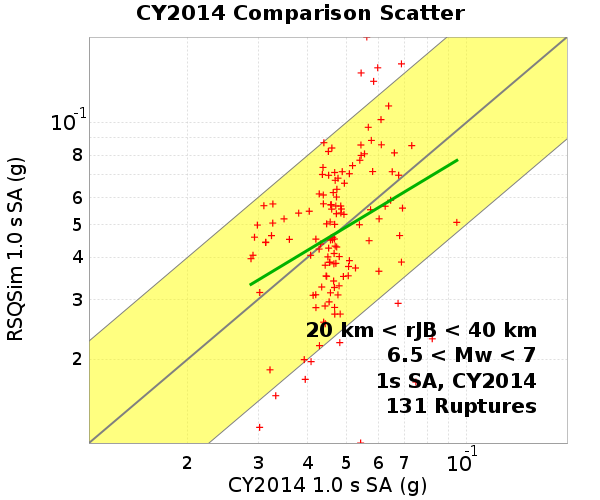 CY2014 Comparison Scatter
RSQSim 1.0 s SA (g)
10-1
8
6
5
4
3
2
20 km < rJB < 40 km
6.5 < Mw < 7
1s SA, CY2014
131 Ruptures
2 3 4 5 6 7 10-1
CY2014 1.0 s SA (g)